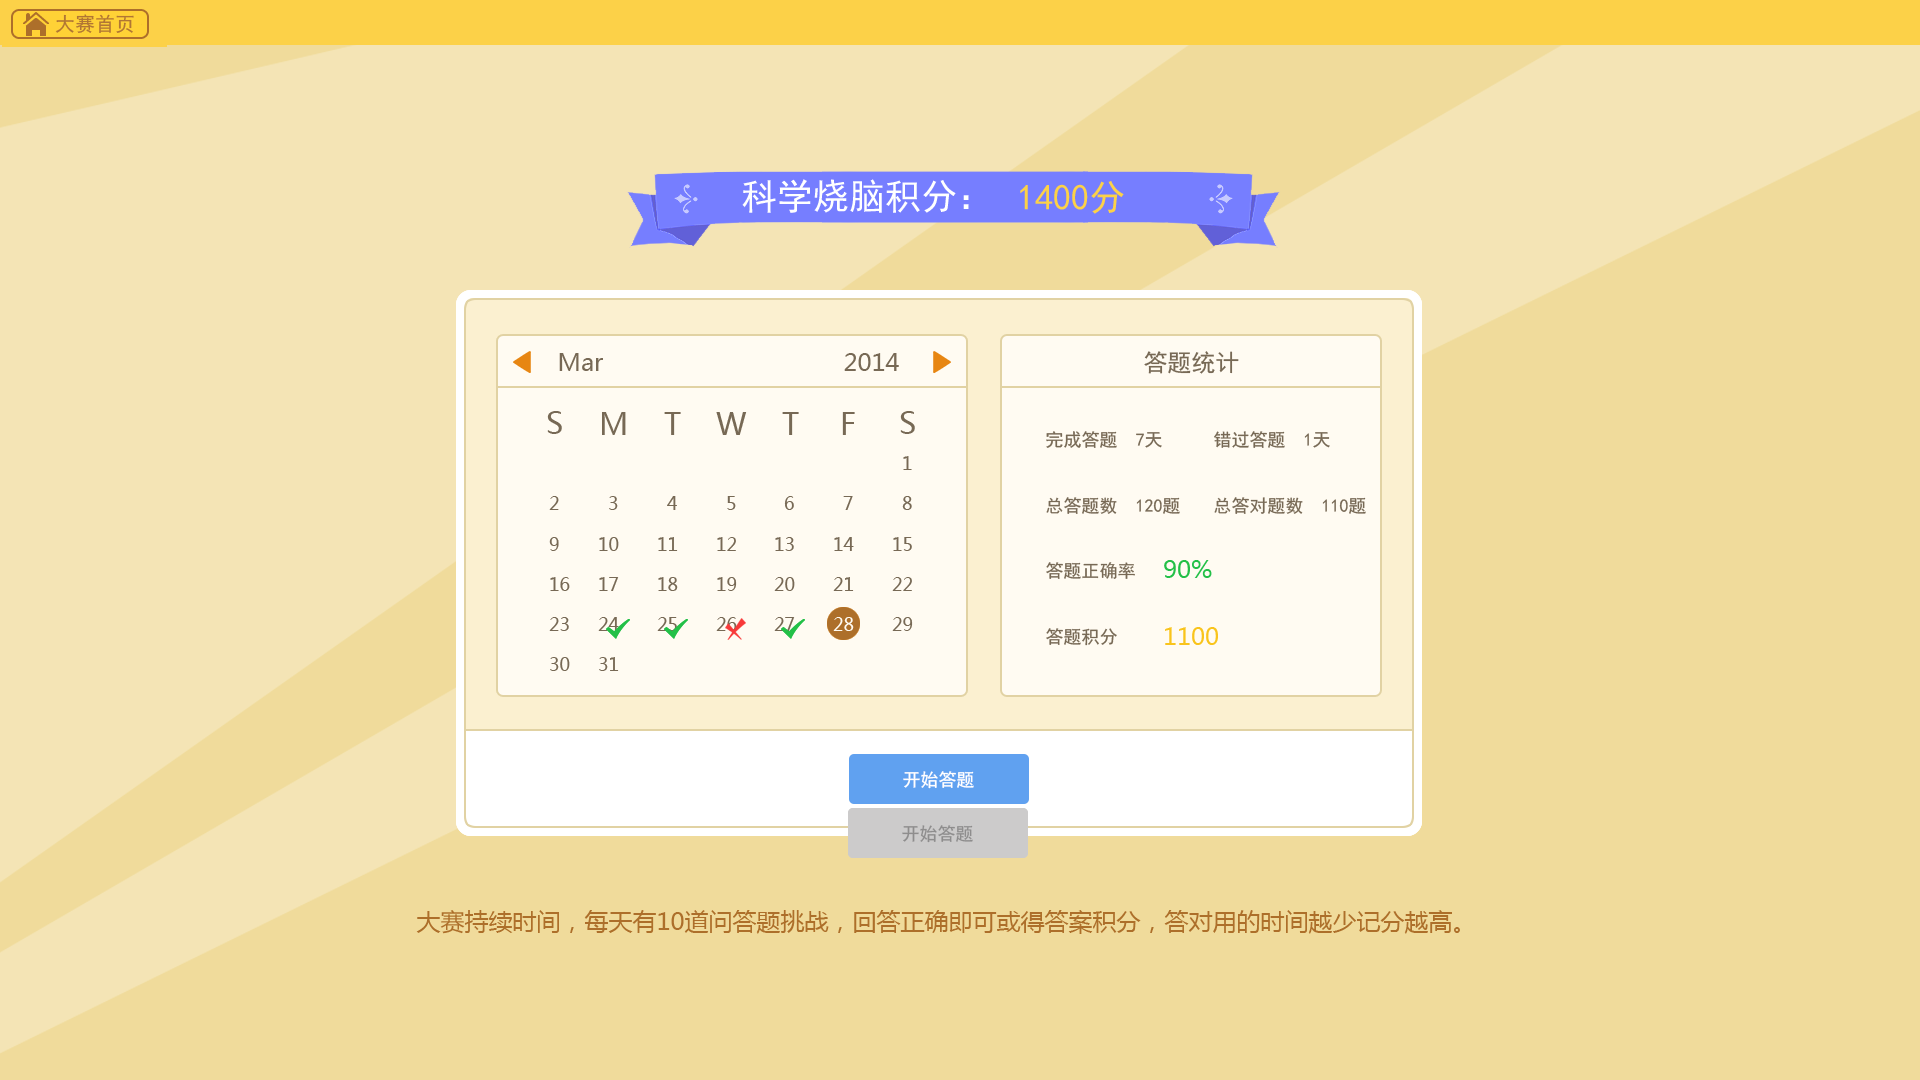 大赛首页
科学烧脑积分： 1400分
Mar 2014
S M T W T F S
1
2 3 4 5 6 7 8
9 10 11 12 13 14 15
16 17 18 19 20 21 22
23 24 25 26 27 28 29
30 31
答题统计
完成答题 7天 错过答题 1天
总答题数 120题 总答对题数 110题
答题正确率 90%
答题积分 1100
开始答题
开始答题
大赛持续时间，每天有10道问答题挑战，回答正确即可或得答案积分，答对用的时间越少记分越高。